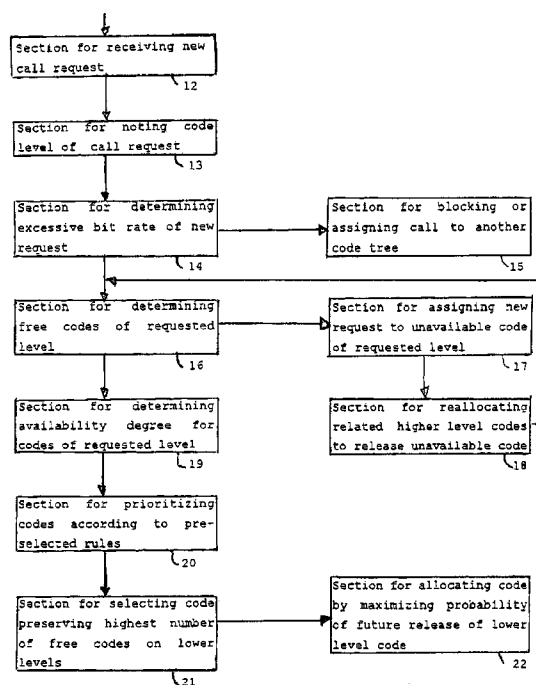 Section for receiving new
call request
12
Section for noting code
level of call request
13
Section for determining
excessive bit rate of new
request
14
Section for blocking or
assigning call to another
code tree
15
Section for determining
free codes of requested
level
16
Section for assigning new
request to unavailable code
of requested level
17
Section for reallocating
related higher level codes
to release unavailable code
18
Section for determining
availability degree for
codes of requested level
19
Section for prioritizing
codes according to pre-
selected rules
20
Section for selecting code
preserving highest number
of free codes on lower
levels
21
Section for allocating code
by maximizing probability
of future release of lower
level code
22